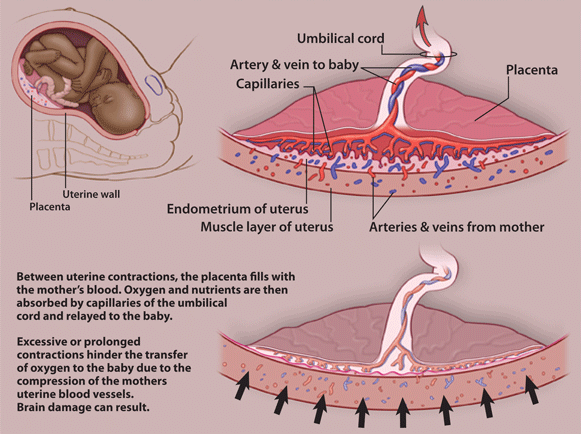 Umbilical cord
Artery & vein to baby
Capillaries
Placenta
Uterine wall
Placenta
Endometrium of uterus
Muscle layer of uterus
Arteries & veins from mother
Between uterine contractions, the placenta fills with
the mother's blood. Oxygen and nutrients are then
absorbed by capillaries of the umbilical
cord and relayed to the baby.
Excessive or prolonged
contractions hinder the transfer
of oxygen to the baby due to the
compression of the mothers
uterine blood vessels.
Brain damage can result.